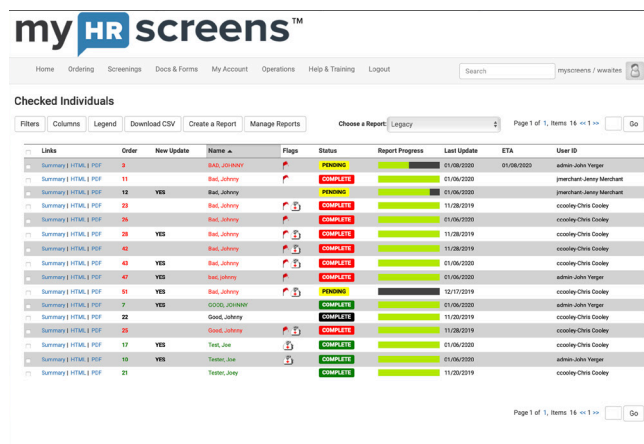 my HR screens™
Home Ordering Screenings Docs & Forms My Account Operations Help & Training Logout Search myscreens / wwaites
Checked Individuals
Filters Columns Legend Download CSV Create a Report Manage Reports Choose a Report: Legacy Page 1 of 1, Items 16 << 1 >> Go
Links Order New Update Name Flags Status Report Progress Last Update ETA User ID
Summary | HTML | PDF 3 BAD, JOHNNY PENDING 01/08/2020 01/08/2020 admin-John Yerger
Summary | HTML | PDF 11 Bad, Johnny COMPLETE 01/06/2020 jmerchant-Jenny Merchant
Summary | HTML | PDF 12 YES Bad, Johnny PENDING 01/06/2020 jmerchant-Jenny Merchant
Summary | HTML | PDF 23 Bad, Johnny COMPLETE 11/28/2019 ccooley-Chris Cooley
Summary | HTML | PDF 26 Bad, Johnny COMPLETE 01/06/2020 ccooley-Chris Cooley
Summary | HTML | PDF 28 YES Bad, Johnny COMPLETE 11/28/2019 ccooley-Chris Cooley
Summary | HTML | PDF 42 Bad, Johnny COMPLETE 11/28/2019 ccooley-Chris Cooley
Summary | HTML | PDF 43 YES Bad, Johnny COMPLETE 01/06/2020 ccooley-Chris Cooley
Summary | HTML | PDF 47 YES bad, johnny COMPLETE 01/06/2020 admin-John Yerger
Summary | HTML | PDF 51 YES Bad, Johnny PENDING 12/17/2019 ccooley-Chris Cooley
Summary | HTML | PDF 7 YES GOOD, JOHNNY COMPLETE 01/06/2020 admin-John Yerger
Summary | HTML | PDF 22 Good, Johnny COMPLETE 11/20/2019 ccooley-Chris Cooley
Summary | HTML | PDF 25 Good, Johnny COMPLETE 11/28/2019 ccooley-Chris Cooley
Summary | HTML | PDF 17 YES Test, Joe COMPLETE 01/06/2020 ccooley-Chris Cooley
Summary | HTML | PDF 10 YES Tester, Joe COMPLETE 01/06/2020 admin-John Yerger
Summary | HTML | PDF 21 Tester, Joey COMPLETE 11/20/2019 ccooley-Chris Cooley
Page 1 of 1, Items 16 << 1 >> Go